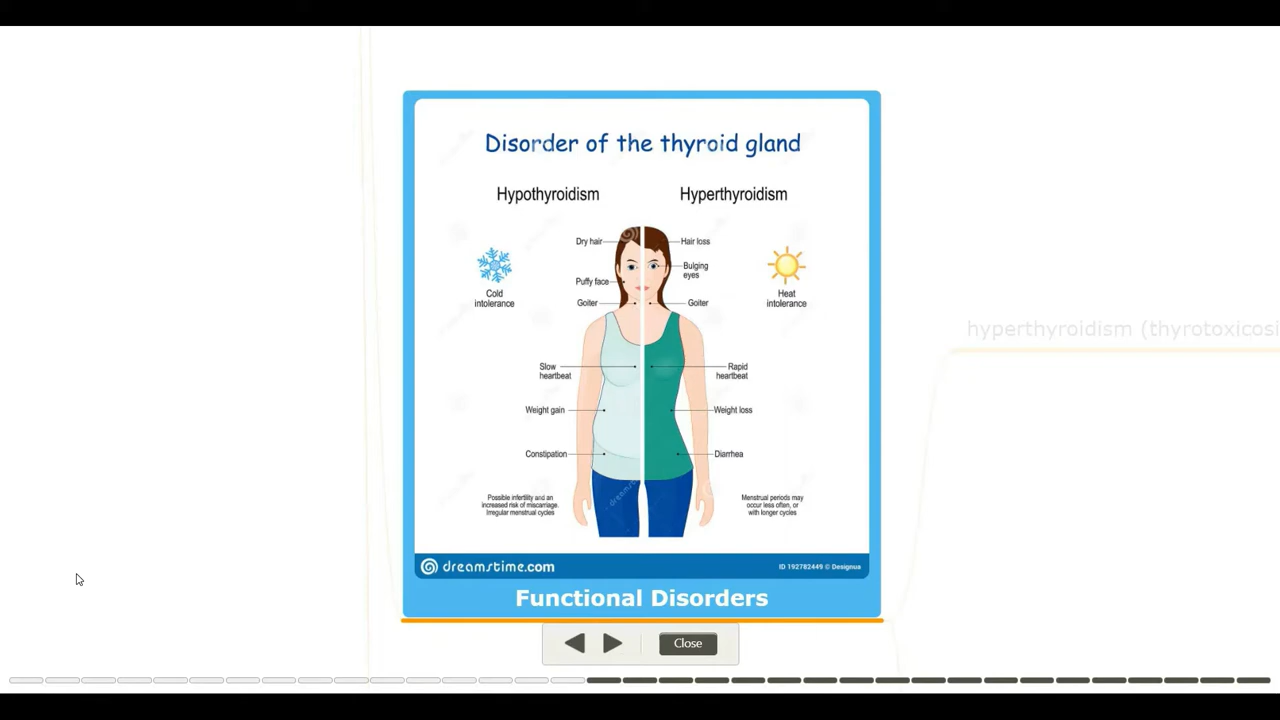 Disorder of the thyroid gland
Hypothyroidism
Hyperthyroidism
Dry hair
Hair loss
Bulging
eyes
Puffy face
Goiter
Goiter
Cold
intolerance
Heat
intolerance
hyperthyroidism (thyrotoxicosi
Slow
heartbeat
Rapid
heartbeat
Weight gain
Weight loss
Constipation
Diarrhea
Possible infertility and an
increased risk of miscarriage.
Irregular menstrual cycles
Menstrual periods may
occur less often, or
with longer cycles
dreamstime.com
ID 192782449 © Designua
Functional Disorders
Close